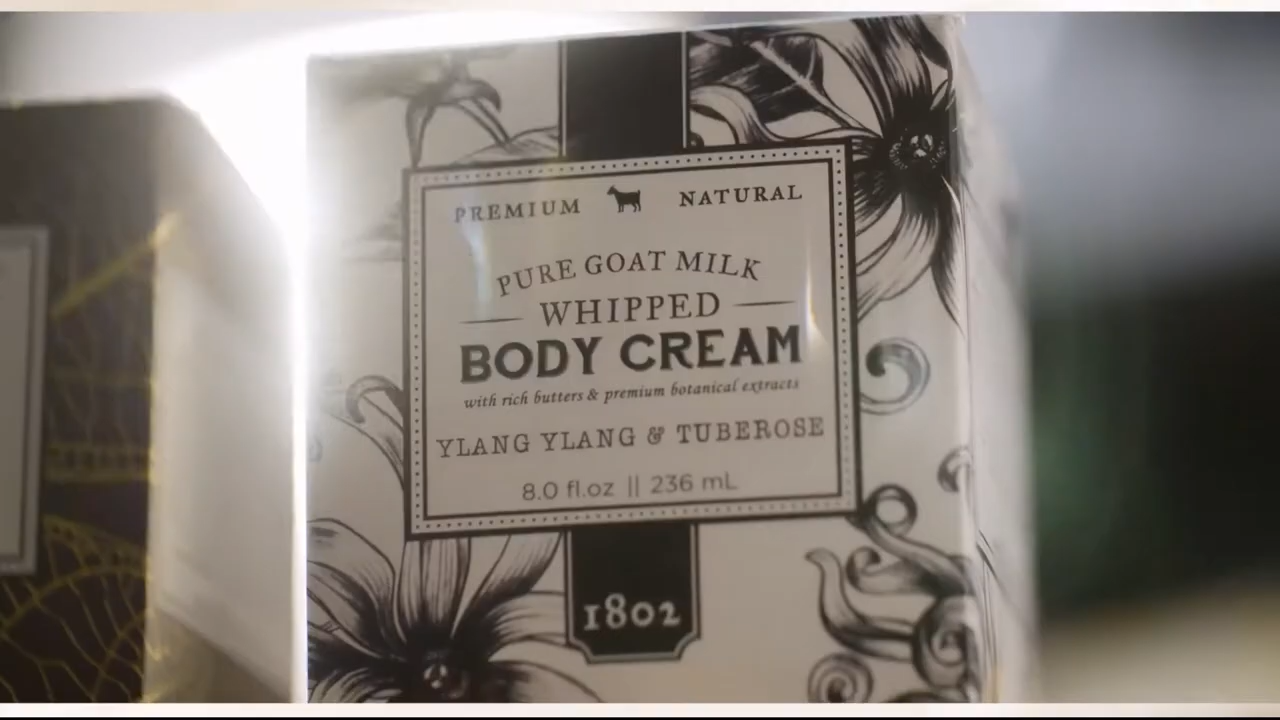 PREMIUM NATURAL
PURE GOAT MILK
WHIPPED
BODY CREAM
with rich butters & premium botanical extracts
YLANG YLANG & TUBEROSE
8.0 fl.oz || 236 mL
1802